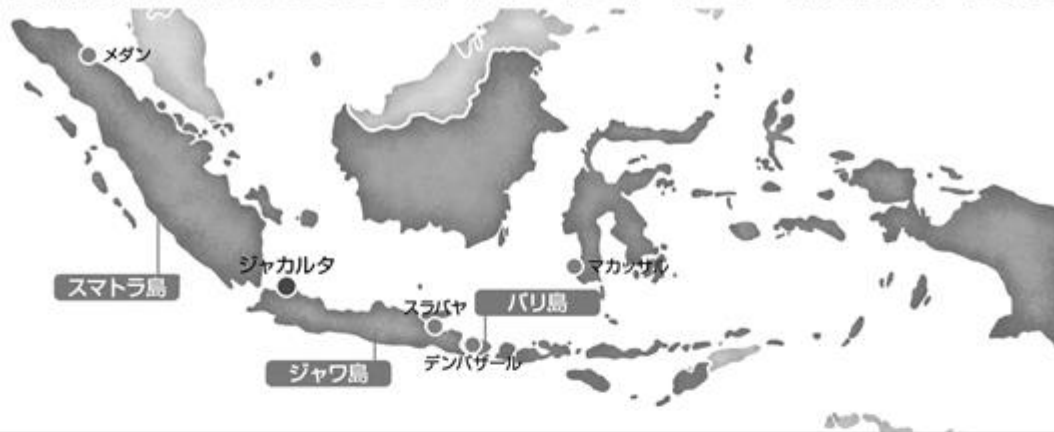 メダン
スマトラ島
ジャカルタ
ジャワ島
スラバヤ
バリ島
デンパサール
マカッサル